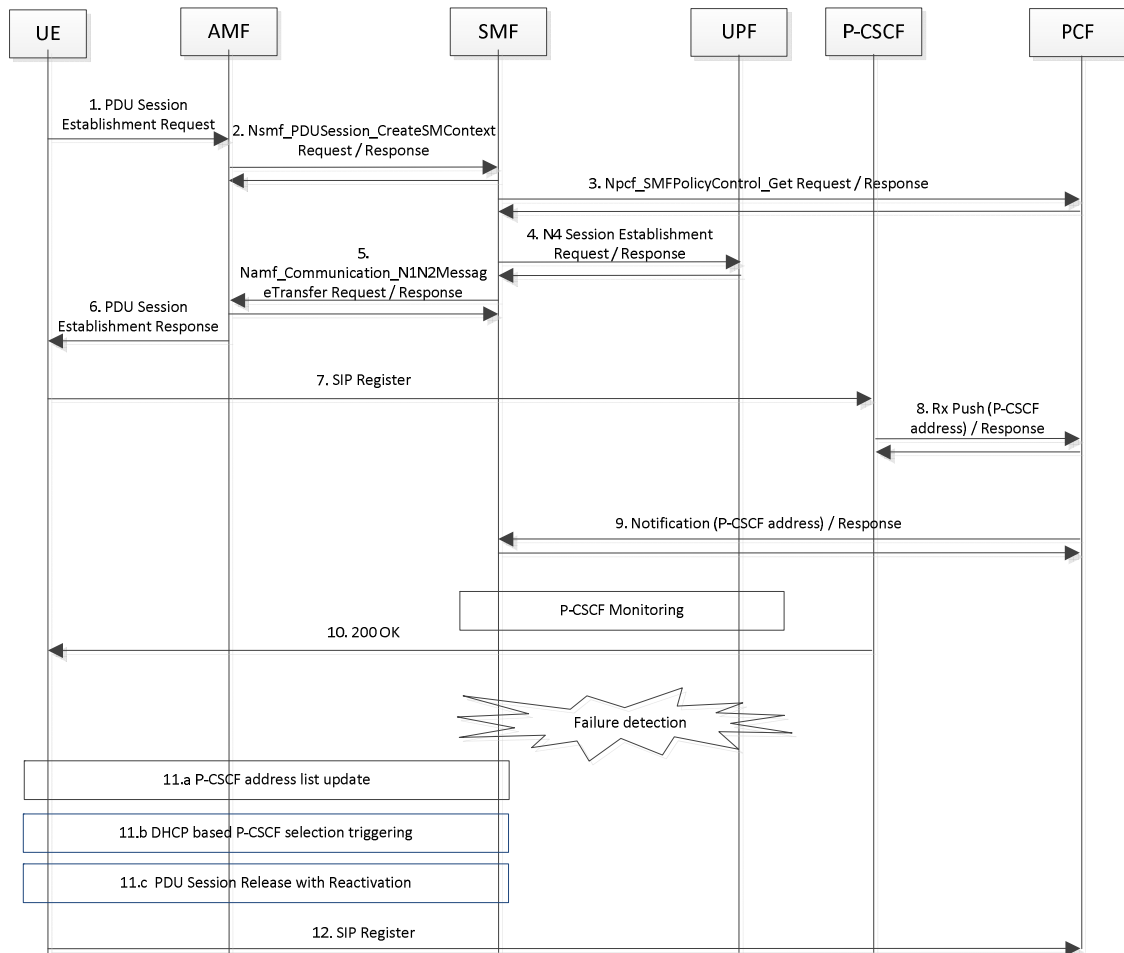 UE
AMF
SMF
UPF
P-CSCF
PCF
1. PDU Session
Establishment Request
2. Nsmf_PDUSession_CreateSMContext
Request / Response
3. Npcf_SMFPolicyControl_Get Request / Response
4. N4 Session Establishment
Request / Response
5.
Namf_Communication_N1N2Messag
eTransfer Request / Response
6. PDU Session
Establishment Response
7. SIP Register
8. Rx Push (P-CSCF
address) / Response
9. Notification (P-CSCF address) / Response
P-CSCF Monitoring
10. 200 OK
Failure detection
11.a P-CSCF address list update
11.b DHCP based P-CSCF selection triggering
11.c PDU Session Release with Reactivation
12. SIP Register